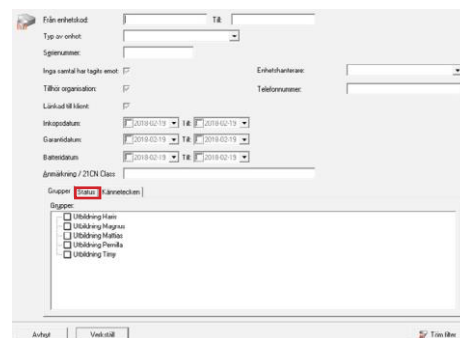 Från enhetskod: Till:
Typ av enhet:
Serienummer:
Inga samtal har tagits emot: Enhetshanterare:
Tillhör organisation: Telefonnummer:
Länkad till klient:
Inköpsdatum: 2018-02-19 Till: 2018-02-19
Garantidatum: 2018-02-19 Till: 2018-02-19
Batteridatum: 2018-02-19 Till: 2018-02-19
Anmärkning / 21CN Class
Grupper Status Kännetecken
Grupper:
Utbildning Haris
Utbildning Magnus
Utbildning Mattias
Utbildning Pernilla
Utbildning Timy
Avbryt Verkställ Trim filter